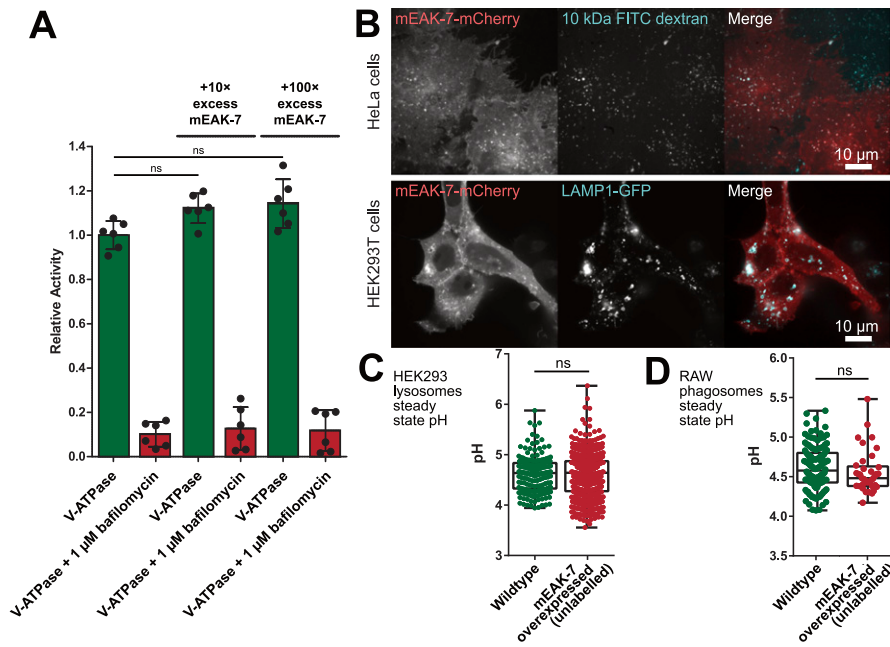 A
+10×
excess
mEAK-7
+100×
excess
mEAK-7
ns
ns
Relative Activity
1.4
1.2
1.0
0.8
0.6
0.4
0.2
0.0
V-ATPase
V-ATPase + 1 µM bafilomycin
V-ATPase
V-ATPase + 1 µM bafilomycin
V-ATPase
V-ATPase + 1 µM bafilomycin
B
HeLa cells
mEAK-7-mCherry
10 kDa FITC dextran
Merge
10 µm
HEK293T cells
mEAK-7-mCherry
LAMP1-GFP
Merge
10 µm
C
HEK293
lysosomes
steady
state pH
ns
pH
7
6
5
4
3
Wildtype
mEAK-7
overexpressed
(unlabelled)
D
RAW
phagosomes
steady
state pH
ns
pH
6.0
5.5
5.0
4.5
4.0
3.5
Wildtype
mEAK-7
overexpressed
(unlabelled)